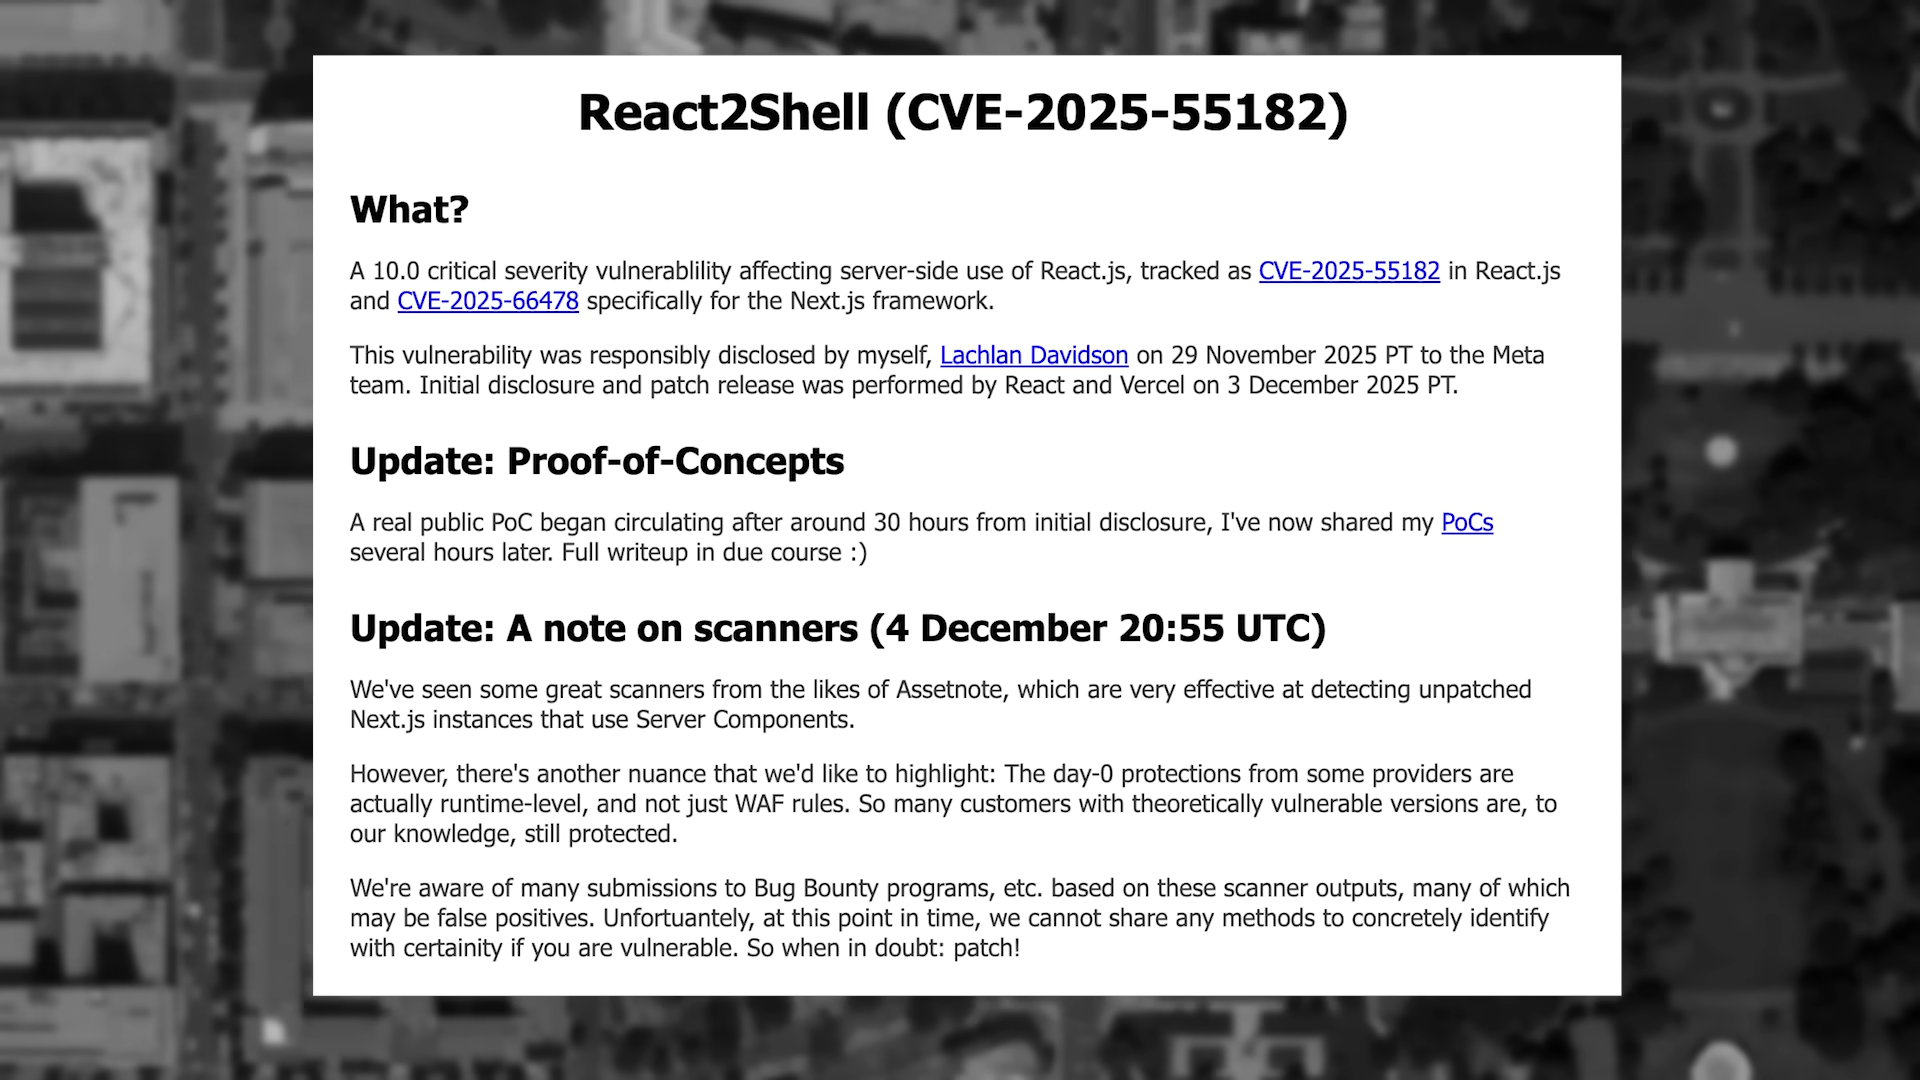 React2Shell (CVE-2025-55182)
What?
A 10.0 critical severity vulnerablility affecting server-side use of React.js, tracked as CVE-2025-55182 in React.js
and CVE-2025-66478 specifically for the Next.js framework.
This vulnerability was responsibly disclosed by myself, Lachlan Davidson on 29 November 2025 PT to the Meta
team. Initial disclosure and patch release was performed by React and Vercel on 3 December 2025 PT.
Update: Proof-of-Concepts
A real public PoC began circulating after around 30 hours from initial disclosure, I've now shared my PoCs
several hours later. Full writeup in due course :)
Update: A note on scanners (4 December 20:55 UTC)
We've seen some great scanners from the likes of Assetnote, which are very effective at detecting unpatched
Next.js instances that use Server Components.
However, there's another nuance that we'd like to highlight: The day-0 protections from some providers are
actually runtime-level, and not just WAF rules. So many customers with theoretically vulnerable versions are, to
our knowledge, still protected.
We're aware of many submissions to Bug Bounty programs, etc. based on these scanner outputs, many of which
may be false positives. Unfortuantely, at this point in time, we cannot share any methods to concretely identify
with certainity if you are vulnerable. So when in doubt: patch!